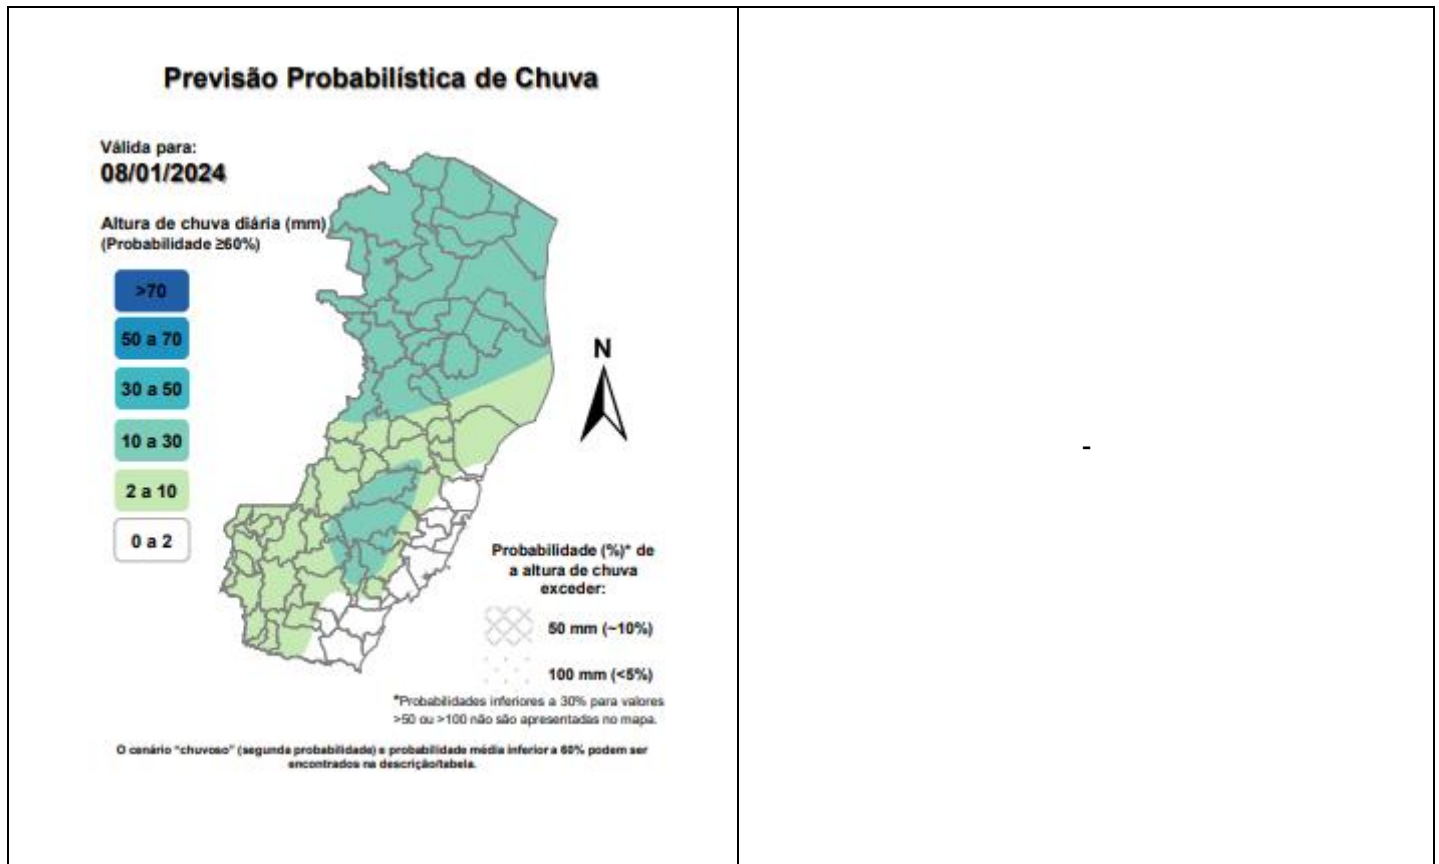 Previsão Probabilística de Chuva
Válida para:
08/01/2024
Altura de chuva diária (mm)
(Probabilidade ≥60%)
>70
50 a 70
30 a 50
10 a 30
2 a 10
0 a 2
N
Probabilidade (%)* de
a altura de chuva
exceder:
50 mm (~10%)
100 mm (<5%)
*Probabilidades inferiores a 30% para valores
>50 ou >100 não são apresentadas no mapa.
O cenário "chuvoso" (segunda probabilidade) e probabilidade média inferior a 60% podem ser
encontrados na descrição/tabela.
-